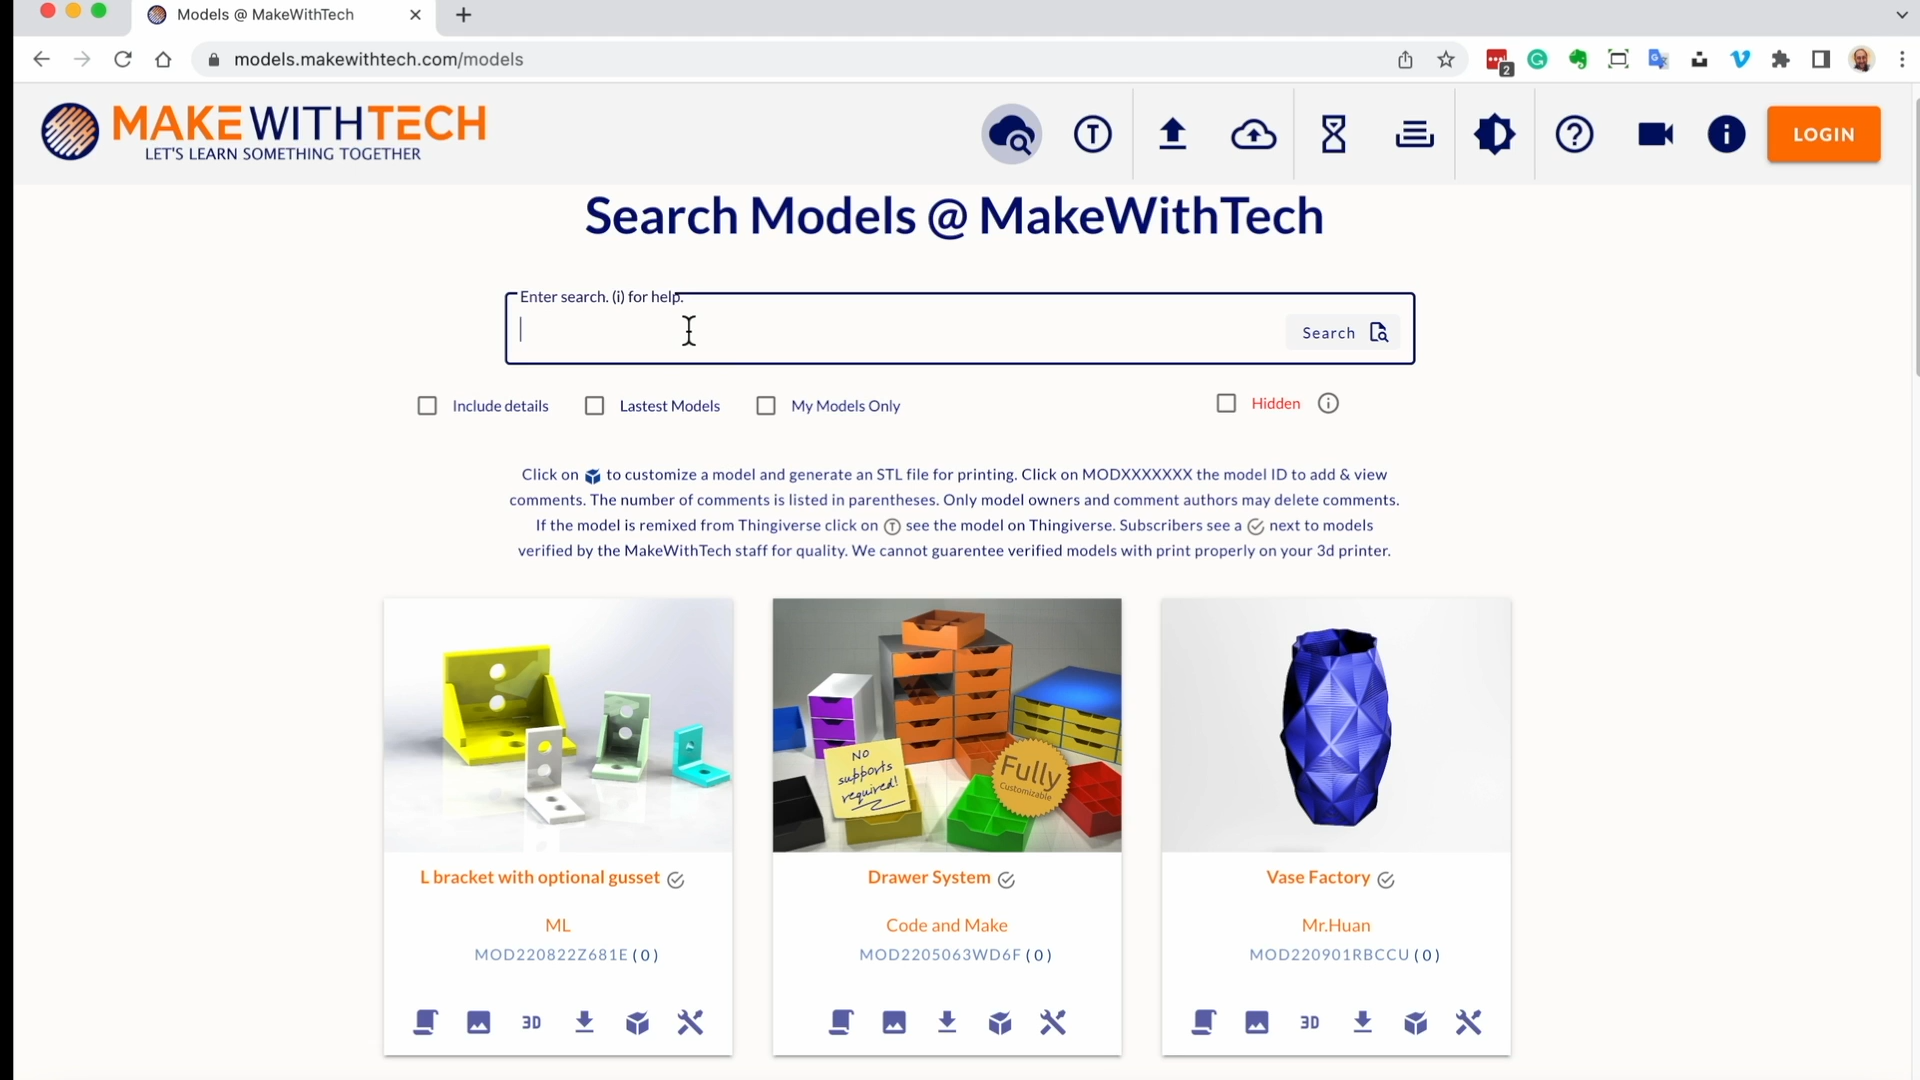 Models @ MakeWithTech
models.makewithtech.com/models
2
MAKEWITHTECH
LET'S LEARN SOMETHING TOGETHER
T
LOGIN
Search Models @ MakeWithTech
Enter search. (i) for help.
Search
Include details
Lastest Models
My Models Only
Hidden
Click on to customize a model and generate an STL file for printing. Click on MODXXXXXXX the model ID to add & view
comments. The number of comments is listed in parentheses. Only model owners and comment authors may delete comments.
If the model is remixed from Thingiverse click on T see the model on Thingiverse. Subscribers see a next to models
verified by the MakeWithTech staff for quality. We cannot guarentee verified models with print properly on your 3d printer.
No
supports
required!
Fully
Customizable
L bracket with optional gusset
ML
MOD220822Z681E (0)
3D
Drawer System
Code and Make
MOD2205063WD6F (0)
Vase Factory
Mr.Huan
MOD220901RBCCU (0)
3D